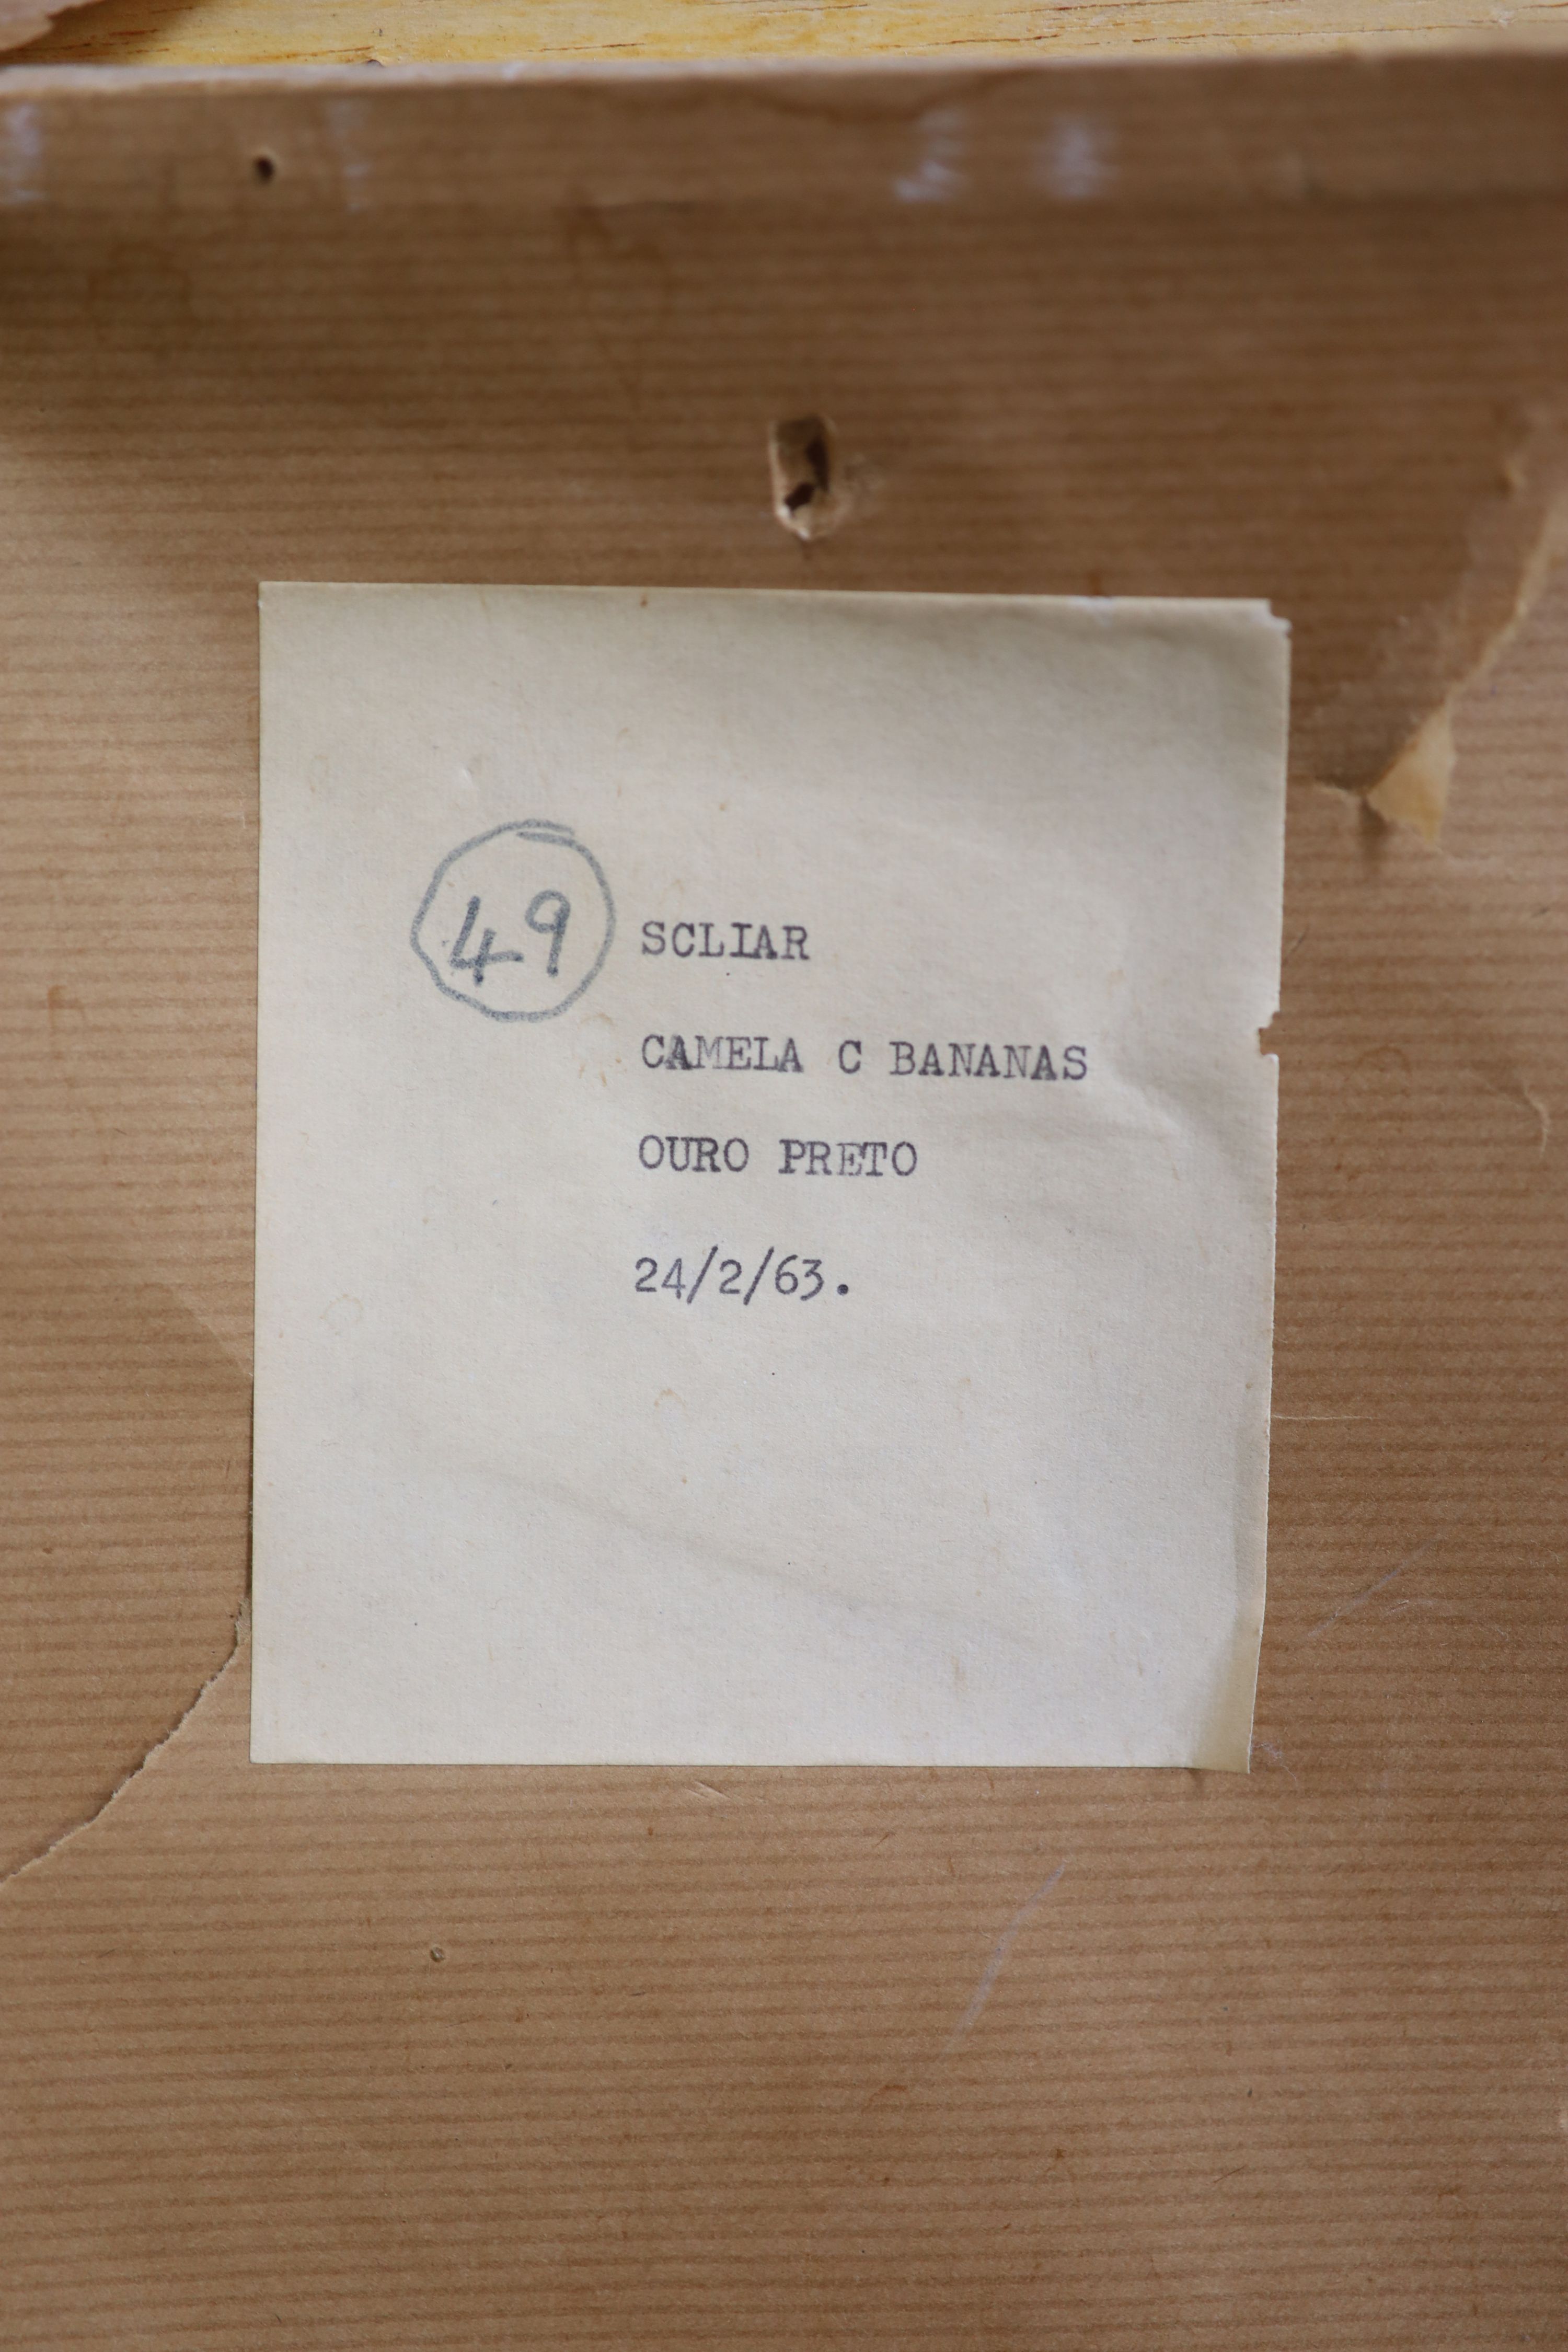 49 SCLIAR
CAMELA C BANANAS
OURO PRETO
24/2/63.